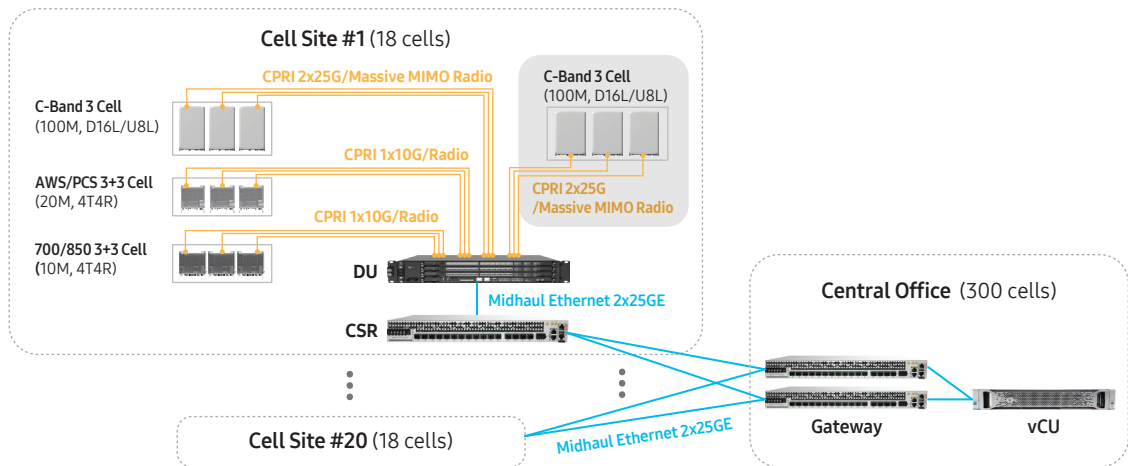 Cell Site #1 (18 cells)
CPRI 2x25G/Massive MIMO Radio
C-Band 3 Cell
(100M, D16L/U8L)
C-Band 3 Cell
(100M, D16L/U8L)
AWS/PCS 3+3 Cell
(20M, 4T4R)
CPRI 1x10G/Radio
CPRI 2x25G
/Massive MIMO Radio
CPRI 1x10G/Radio
700/850 3+3 Cell
(10M, 4T4R)
DU
Midhaul Ethernet 2x25GE
CSR
Central Office (300 cells)
Cell Site #20 (18 cells)
Midhaul Ethernet 2x25GE
Gateway
vCU